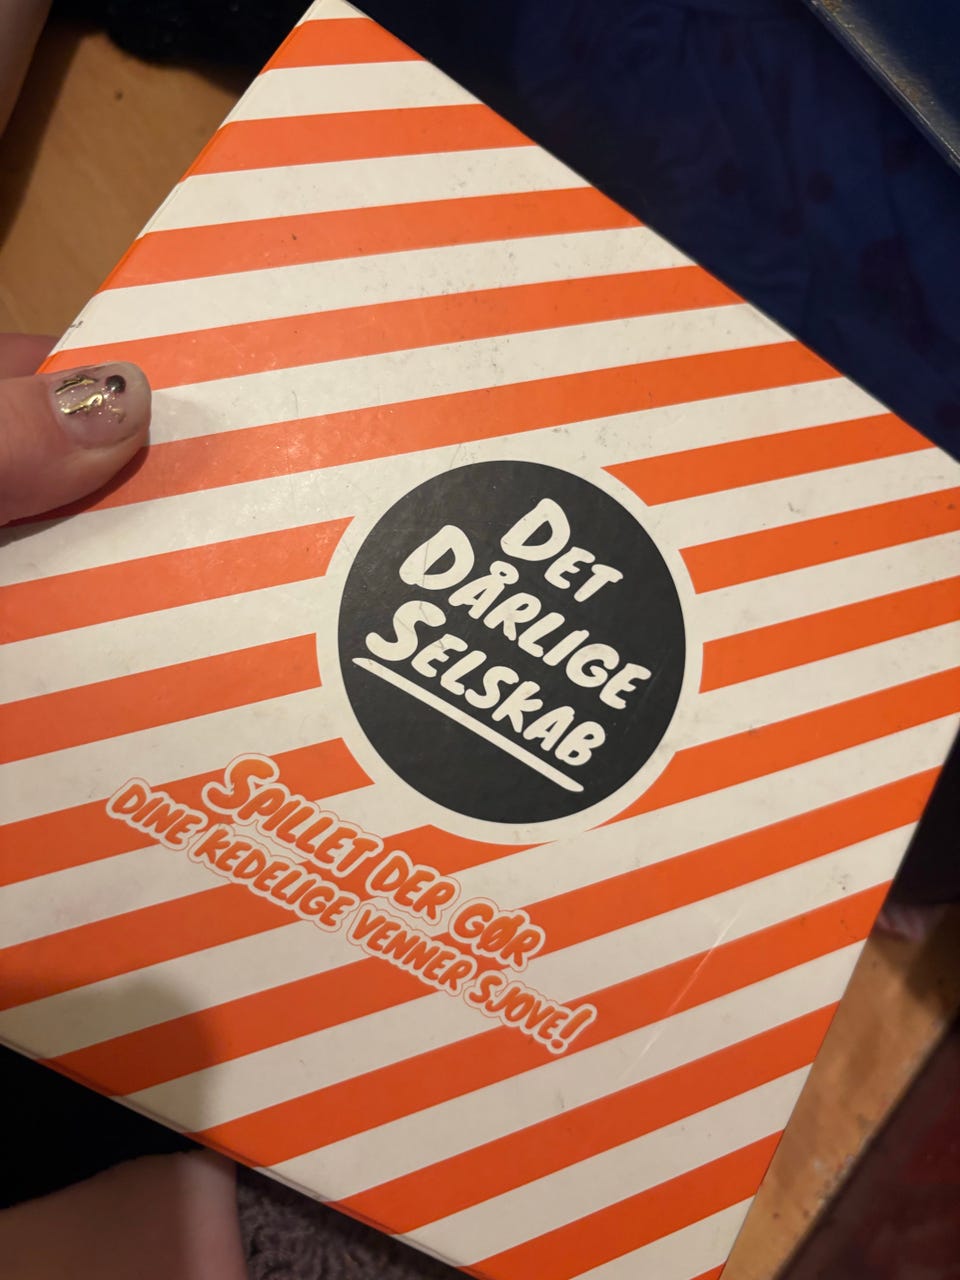 DET
DÅRLIGE
SELSKAB
SPILLET DER GØR
DINE KEDELIGE VENNER SJOVE!